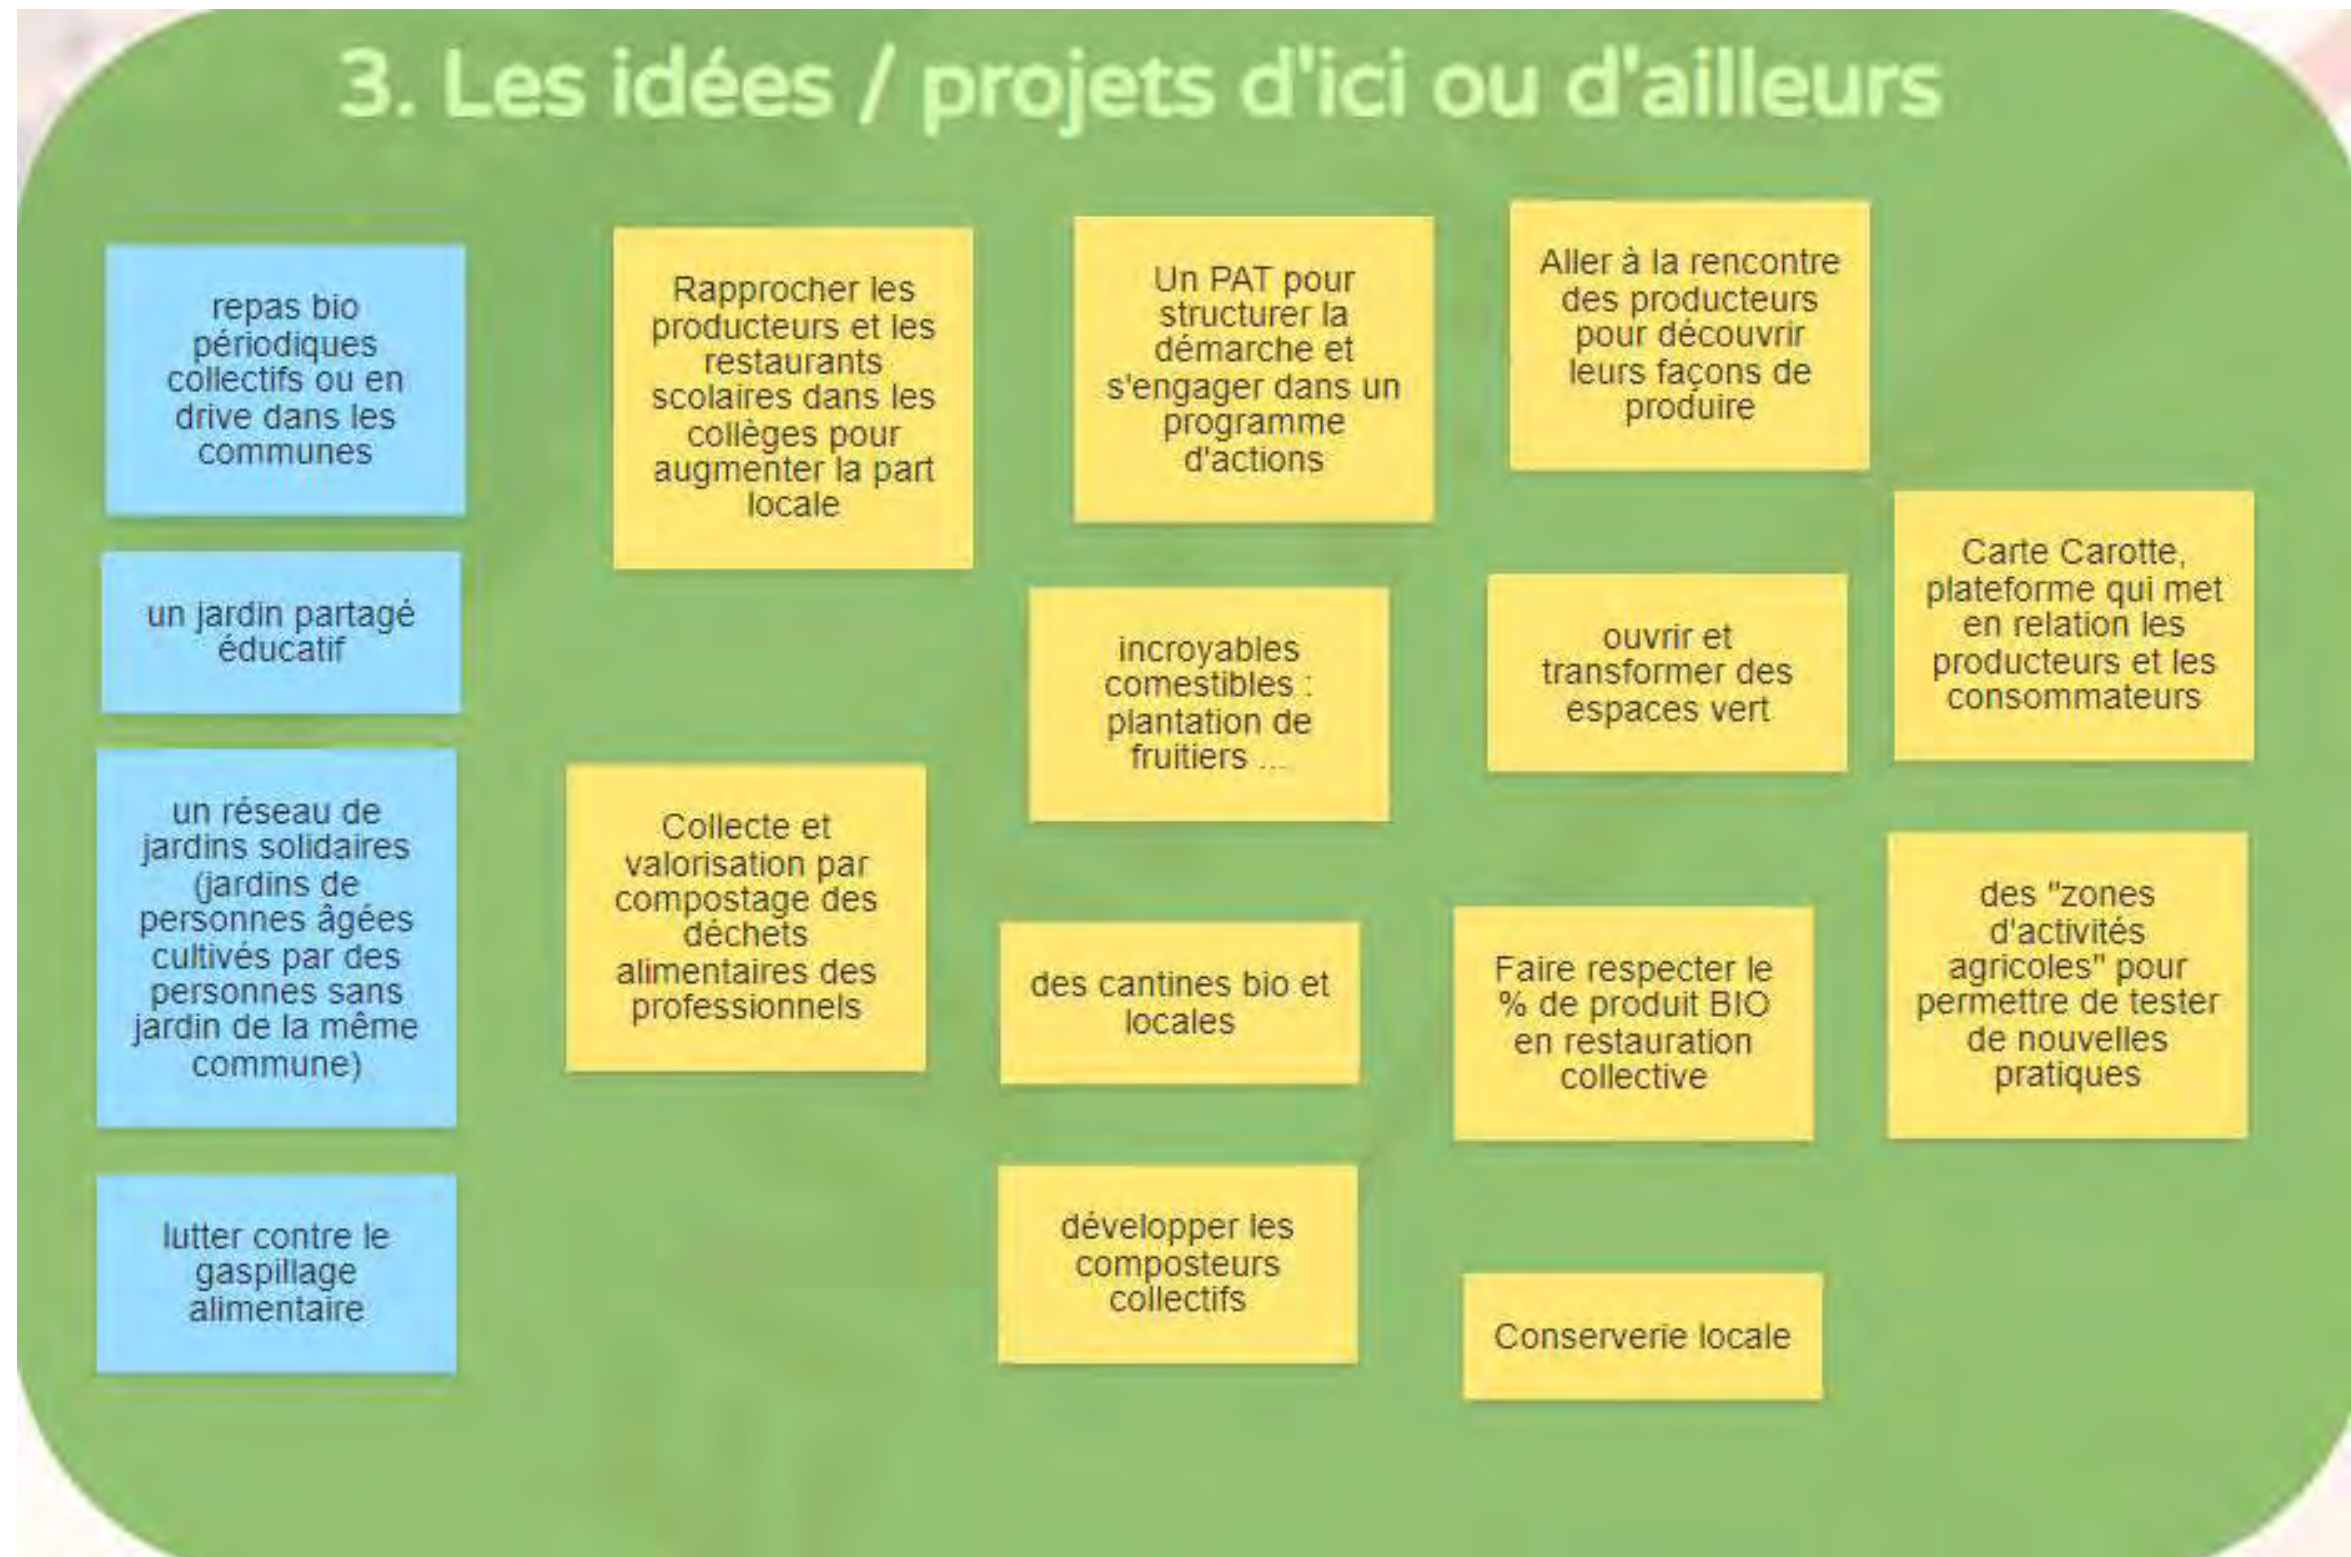 3. Les idées / projets d'ici ou d'ailleurs
repas bio
périodiques
collectifs ou en
drive dans les
communes
un jardin partagé
éducatif
un réseau de
jardins solidaires
(jardins de
personnes âgées
cultivés par des
personnes sans
jardin de la même
commune)
lutter contre le
gaspillage
alimentaire
Rapprocher les
producteurs et les
restaurants
scolaires dans les
collèges pour
augmenter la part
locale
Collecte et
valorisation par
compostage des
déchets
alimentaires des
professionnels
Un PAT pour
structurer la
démarche et
s'engager dans un
programme
d'actions
incroyables
comestibles :
plantation de
fruitiers ...
des cantines bio et
locales
développer les
composteurs
collectifs
Aller à la rencontre
des producteurs
pour découvrir
leurs façons de
produire
ouvrir et
transformer des
espaces vert
Faire respecter le
% de produit BIO
en restauration
collective
Conserverie locale
Carte Carotte,
plateforme qui met
en relation les
producteurs et les
consommateurs
des "zones
d'activités
agricoles" pour
permettre de tester
de nouvelles
pratiques